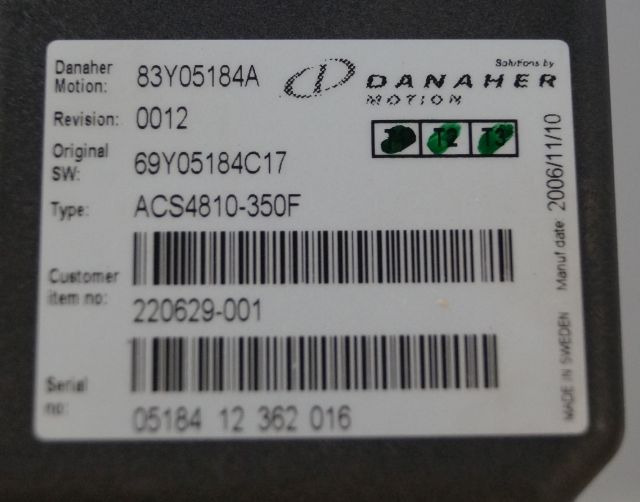 Danaher Motion: 83Y05184A
Solutions by
DANAHER
MOTION
Revision: 0012
T2 T3
Original SW: 69Y05184C17
Type: ACS4810-350F
Customer item no: 220629-001
Serial no: 05184 12 362 016
MADE IN SWEDEN Manuf date: 2006/11/10